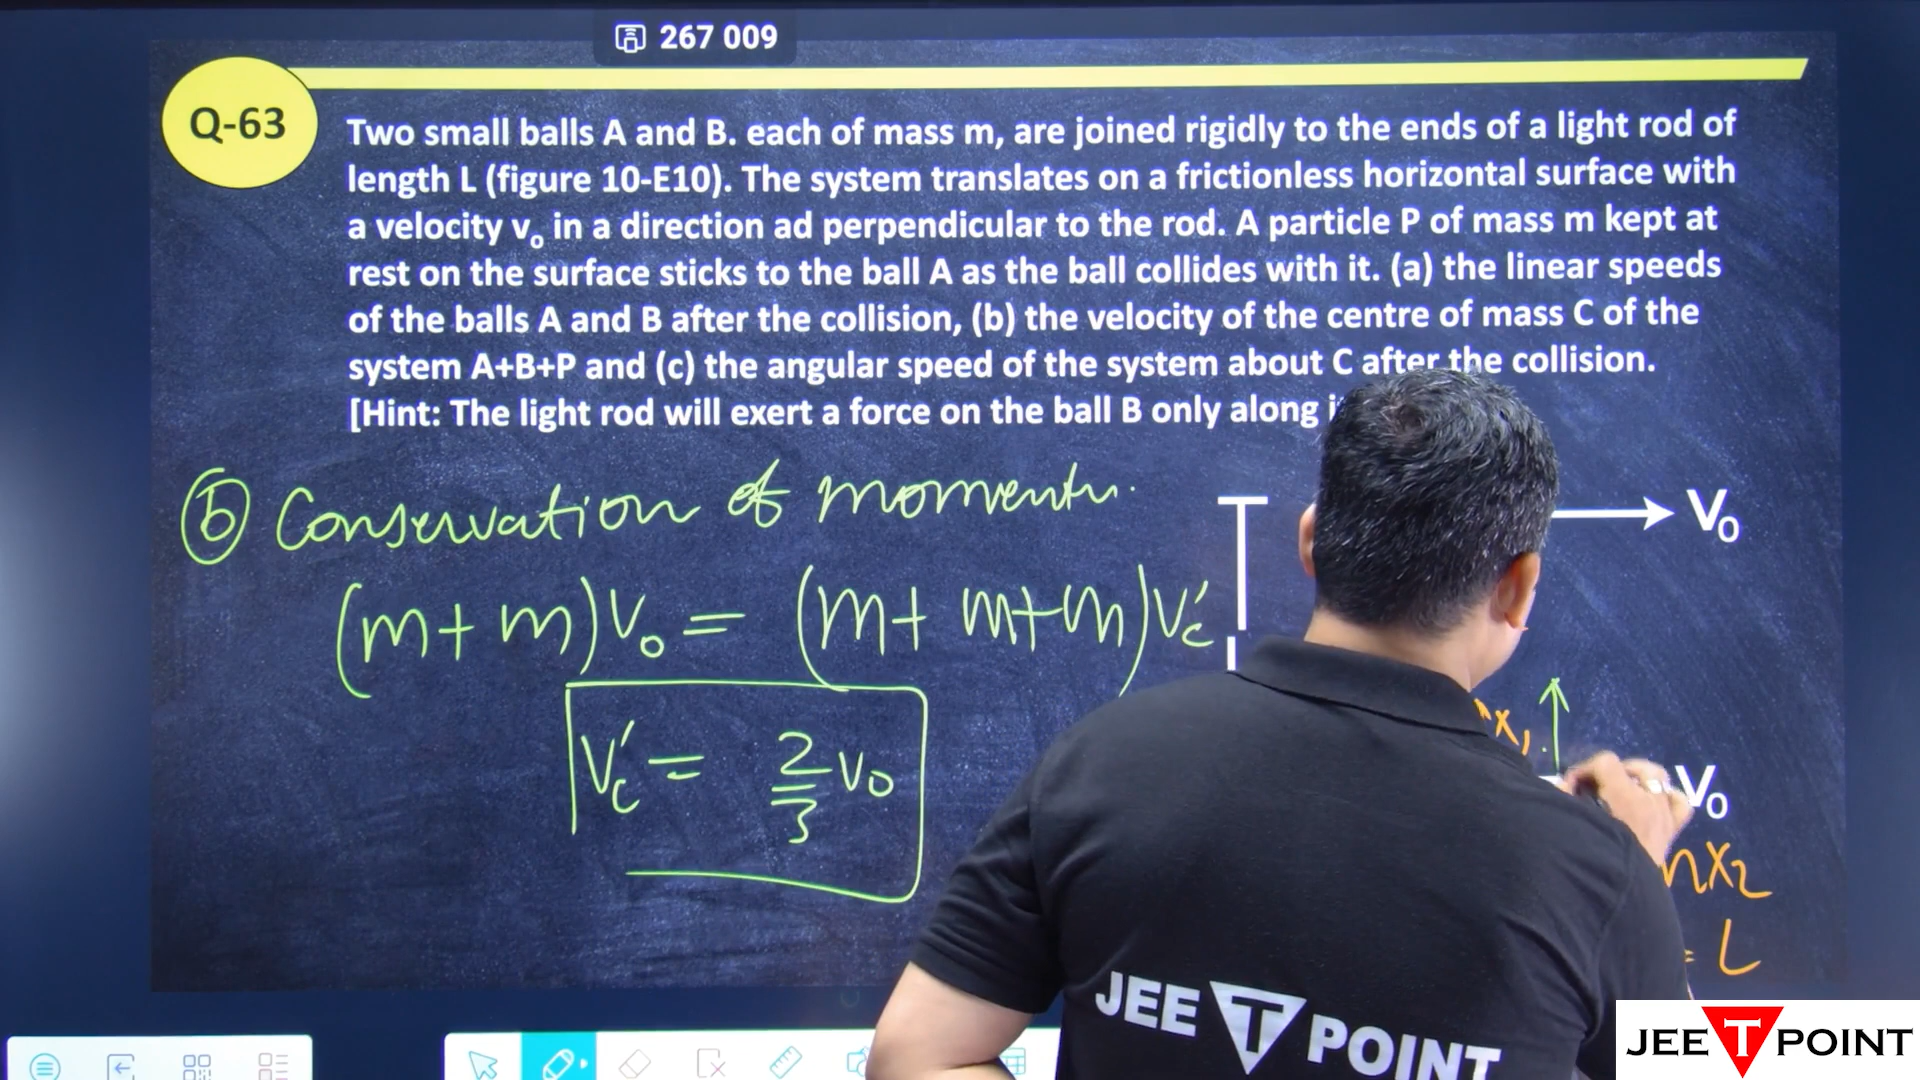 267 009
Q-63
Two small balls A and B. each of mass m, are joined rigidly to the ends of a light rod of
length L (figure 10-E10). The system translates on a frictionless horizontal surface with
a velocity v₀ in a direction ad perpendicular to the rod. A particle P of mass m kept at
rest on the surface sticks to the ball A as the ball collides with it. (a) the linear speeds
of the balls A and B after the collision, (b) the velocity of the centre of mass C of the
system A+B+P and (c) the angular speed of the system about C after the collision.
[Hint: The light rod will exert a force on the ball B only along
ⓑ Conservation of momentu.
(m+m)v₀ = (m+m+m)v'c
v'c = 2/3 v₀
V₀
x₁
V₀
x₂
= L
JEE T POINT
JEE T POINT